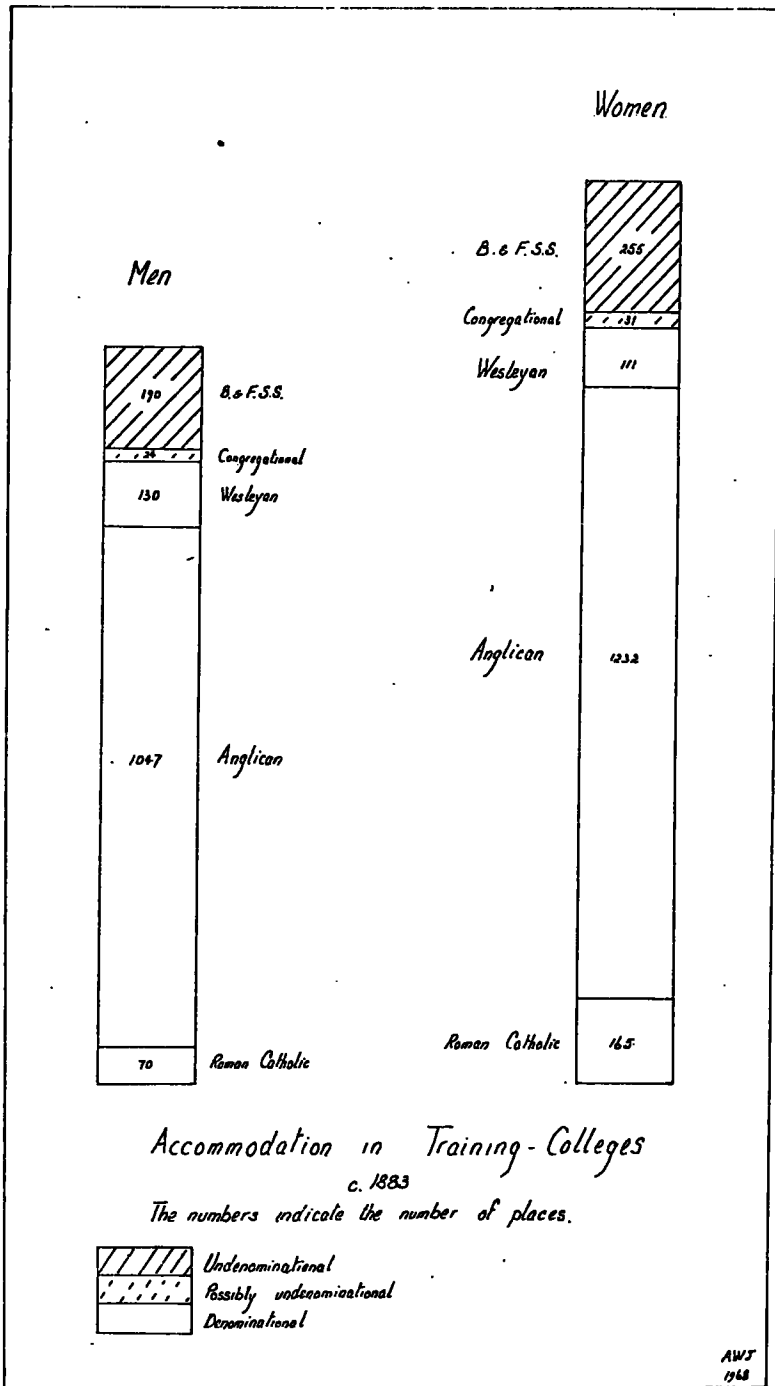 Women
255
B. & F.S.S.
Men
Congregational
31
111
Wesleyan
190
B. & F.S.S.
24
Congregational
130
Wesleyan
Anglican
1232
1047
Anglican
Roman Catholic
165
70
Roman Catholic
Accommodation in Training-Colleges
c. 1883
The numbers indicate the number of places.
Undenominational
Possibly undenominational
Denominational
AWJ
1968